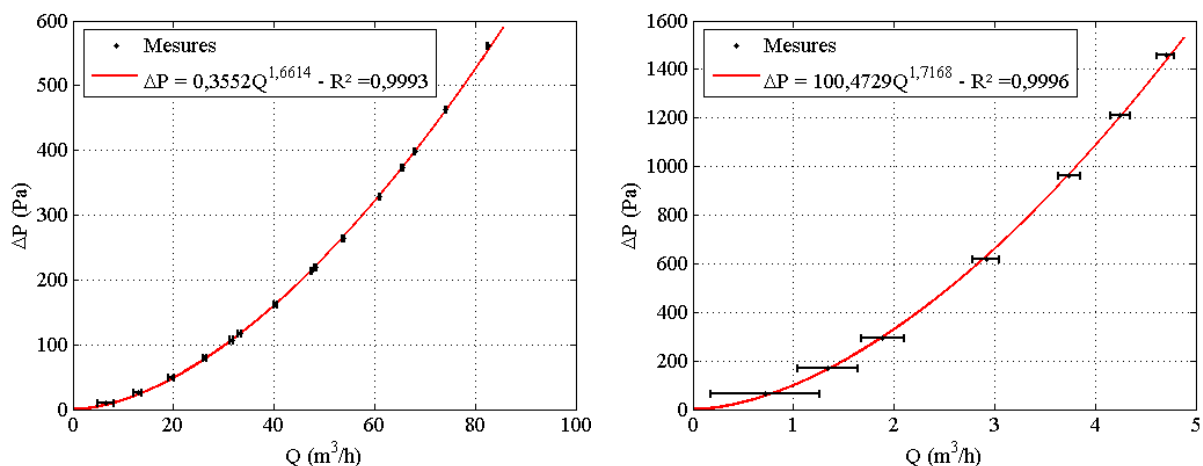 600
500
400
300
200
100
0
ΔP (Pa)
Mesures
ΔP = 0,3552Q^1,6614 - R² =0,9993
0 20 40 60 80 100
Q (m³/h)
1600
1400
1200
1000
800
600
400
200
0
ΔP (Pa)
Mesures
ΔP = 100,4729Q^1,7168 - R² =0,9996
0 1 2 3 4 5
Q (m³/h)